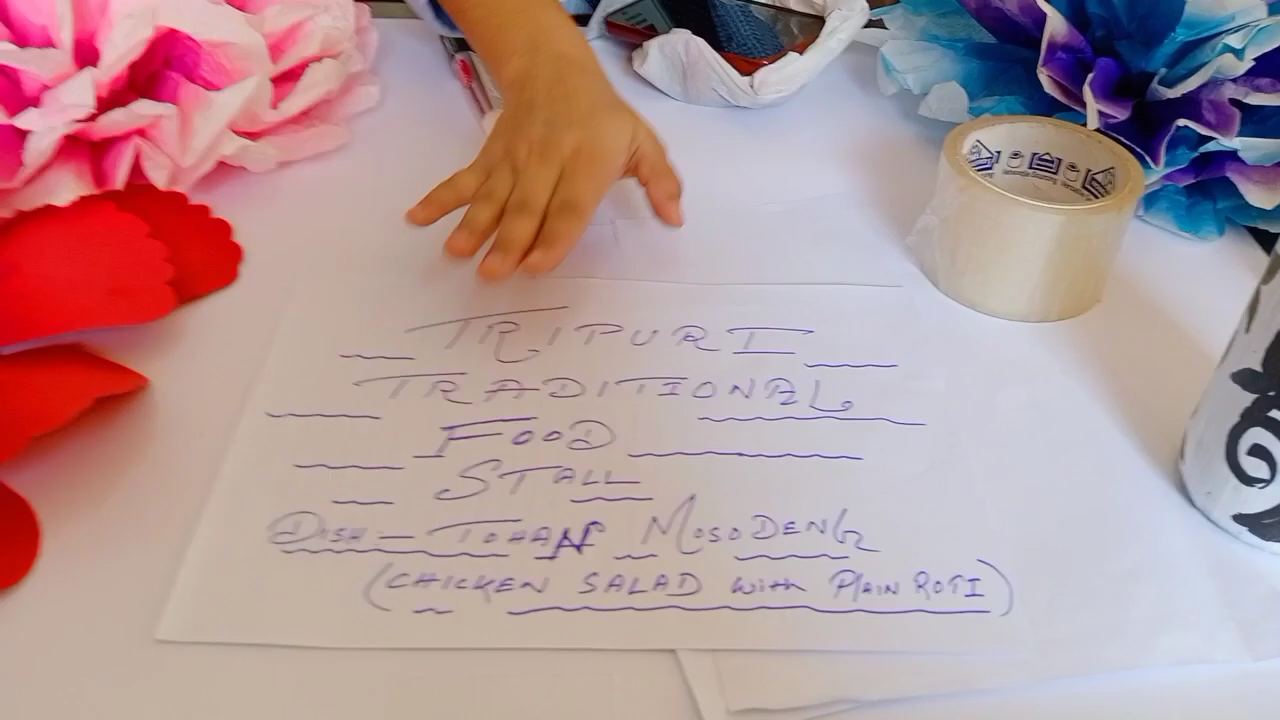 TRIPURI
TRADITIONAL
FOOD
STALL
DISH - TOHAN MOSODENG
(CHICKEN SALAD with PlAIN ROTI)